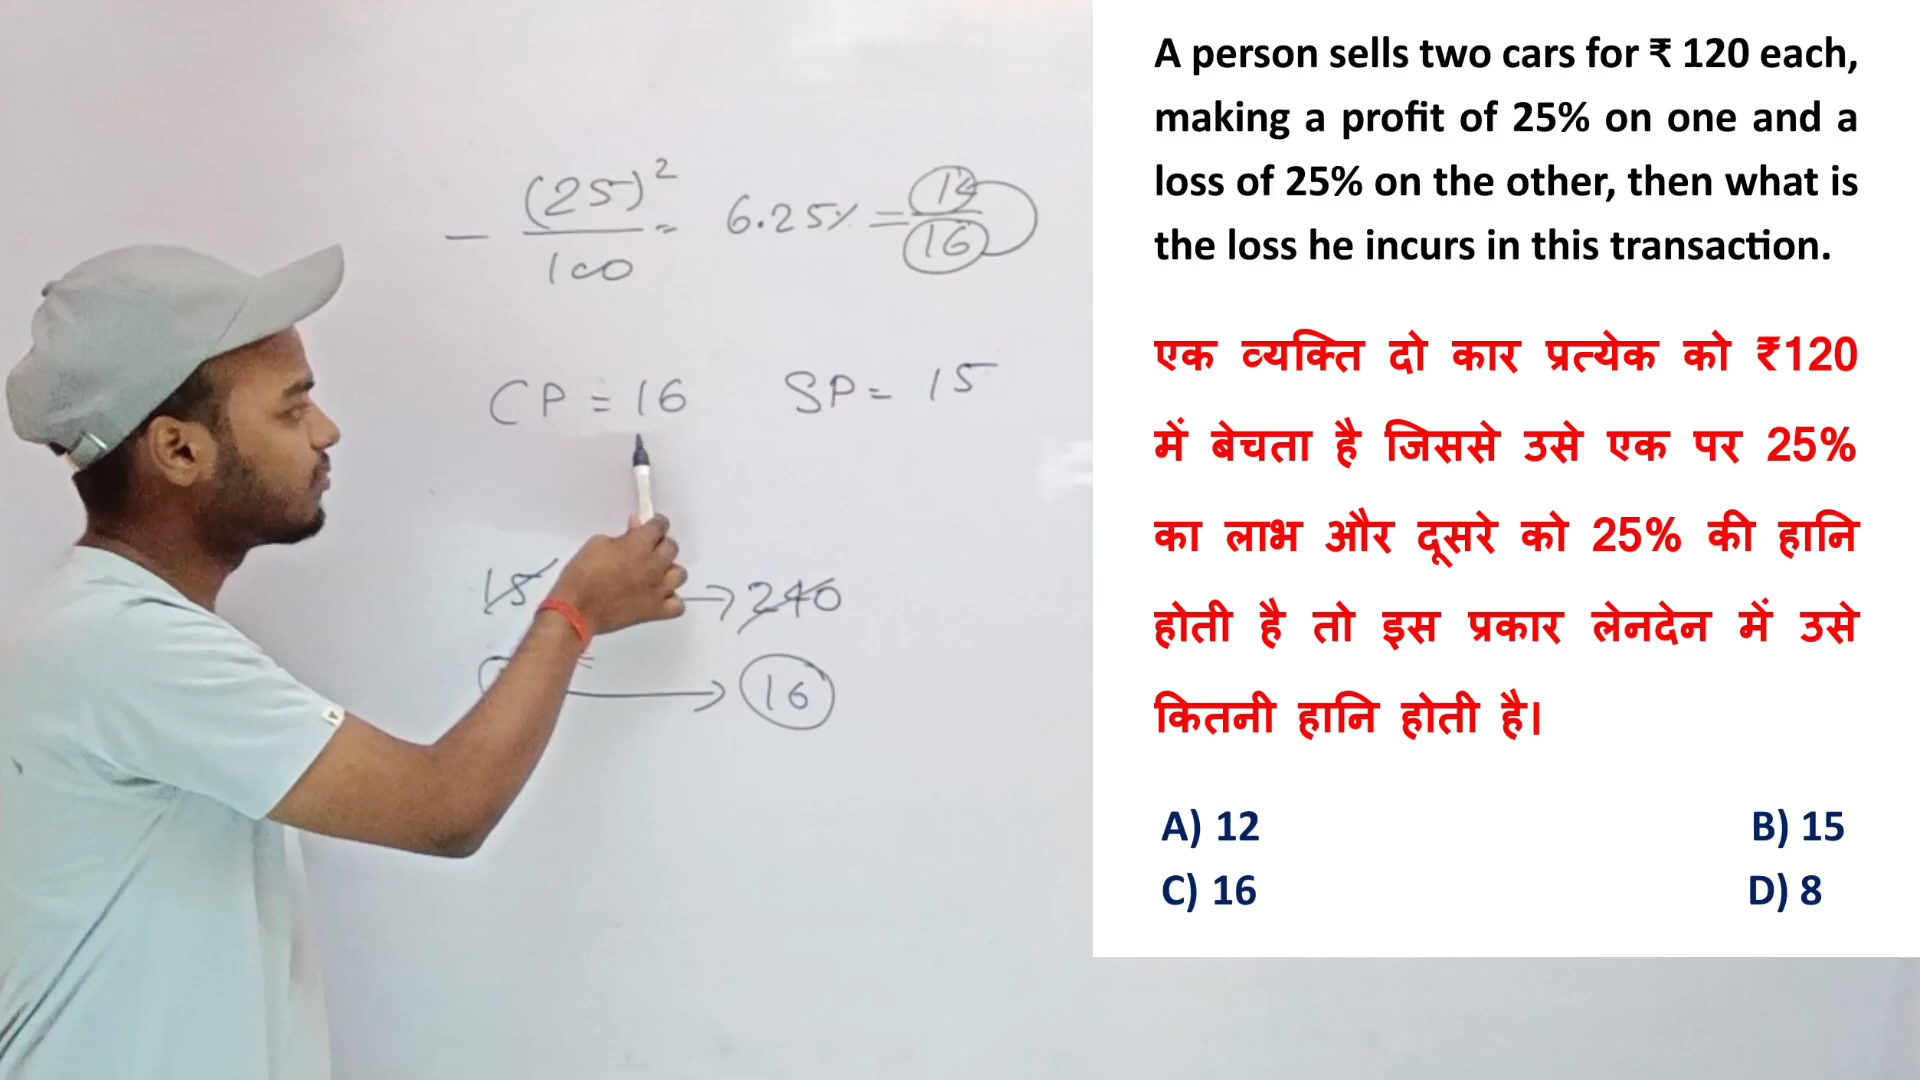 A person sells two cars for ₹ 120 each,
making a profit of 25% on one and a
loss of 25% on the other, then what is
the loss he incurs in this transaction.
एक व्यक्ति दो कार प्रत्येक को ₹120
में बेचता है जिससे उसे एक पर 25%
का लाभ और दूसरे को 25% की हानि
होती है तो इस प्रकार लेनदेन में उसे
कितनी हानि होती है।
A) 12 B) 15
C) 16 D) 8
- (25)² / 100 = 6.25% = / 16
CP = 16 SP = 15
15 → 240
→ 16